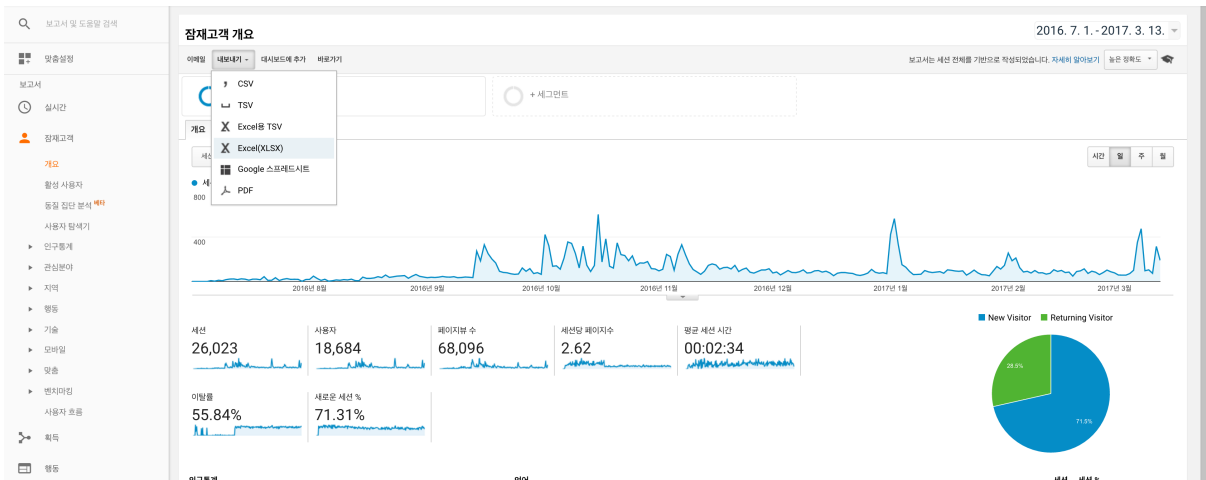 보고서 및 도움말 검색
맞춤설정
보고서
실시간
잠재고객
개요
활성 사용자
동질 집단 분석 베타
사용자 탐색기
인구통계
관심분야
지역
행동
기술
모바일
맞춤
벤치마킹
사용자 흐름
획득
행동
잠재고객 개요
2016. 7. 1. - 2017. 3. 13.
이메일 내보내기 대시보드에 추가 바로가기
보고서는 세션 전체를 기반으로 작성되었습니다. 자세히 알아보기 높은 정확도
CSV
TSV
Excel용 TSV
Excel(XLSX)
Google 스프레드시트
PDF
+ 세그먼트
개요
시간 일 주 월
800
400
2016년 8월 2016년 9월 2016년 10월 2016년 11월 2016년 12월 2017년 1월 2017년 2월 2017년 3월
New Visitor Returning Visitor
세션 사용자 페이지뷰 수 세션당 페이지수 평균 세션 시간
26,023 18,684 68,096 2.62 00:02:34
이탈률 새로운 세션 %
55.84% 71.31%
28.5%
71.5%